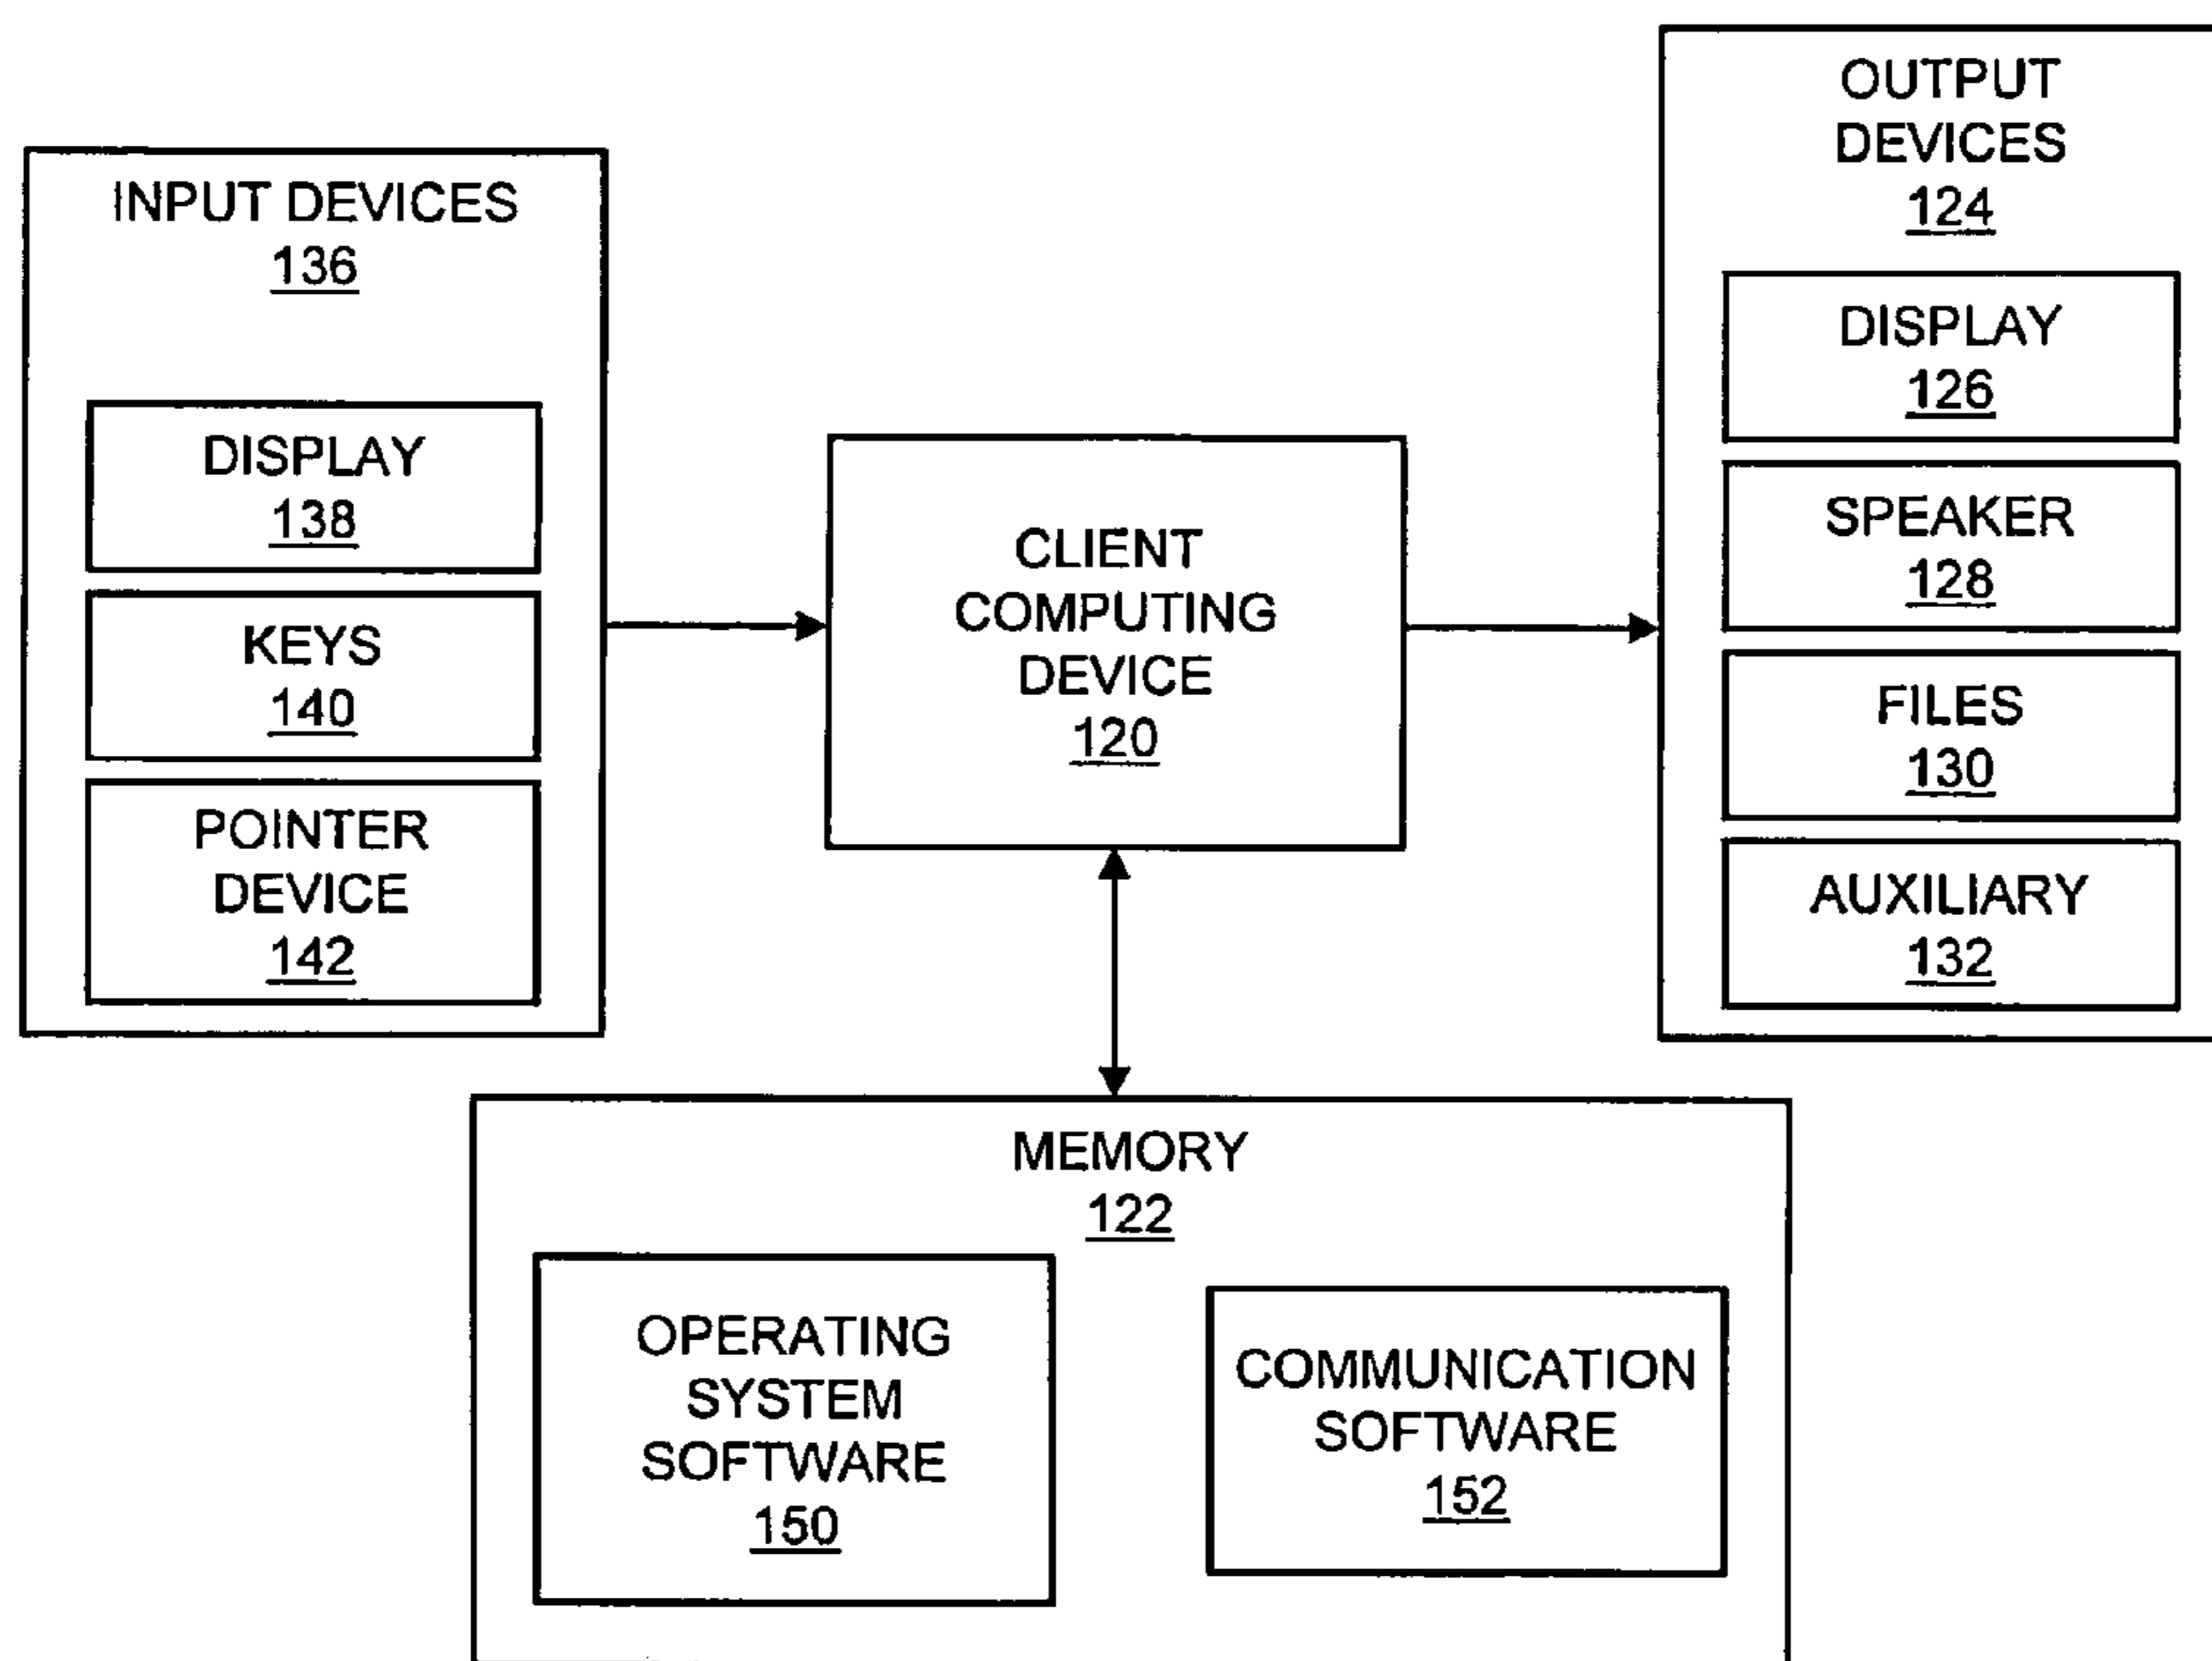 INPUT DEVICES
136
DISPLAY
138
KEYS
140
POINTER
DEVICE
142
CLIENT
COMPUTING
DEVICE
120
OUTPUT
DEVICES
124
DISPLAY
126
SPEAKER
128
FILES
130
AUXILIARY
132
MEMORY
122
OPERATING
SYSTEM
SOFTWARE
150
COMMUNICATION
SOFTWARE
152